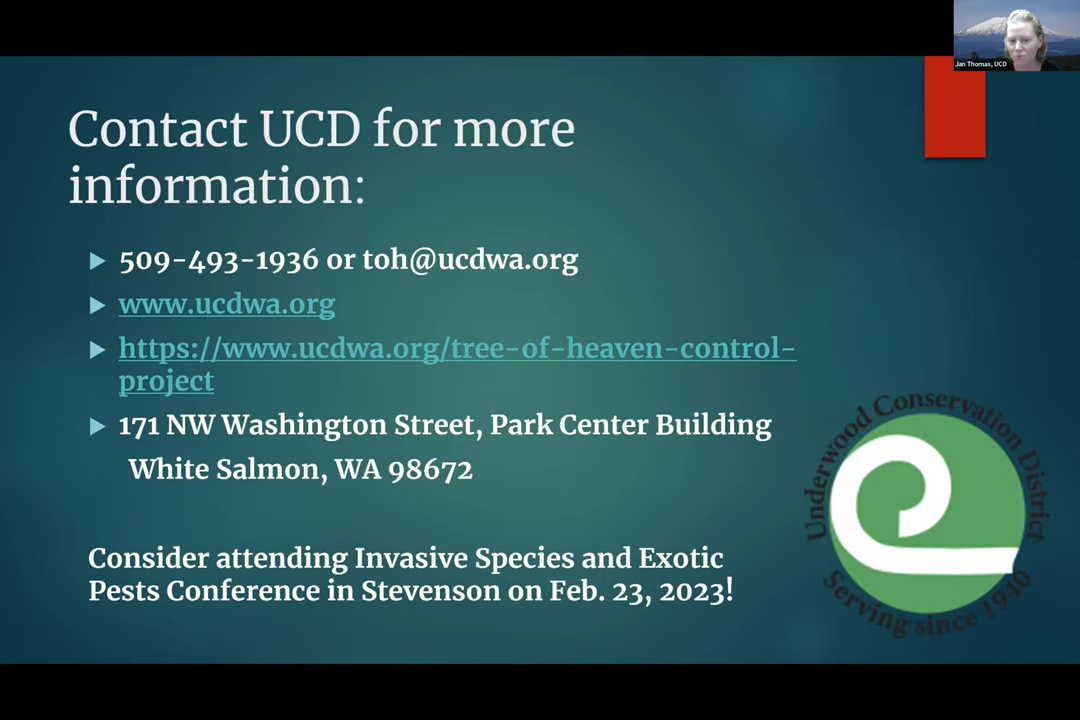 Jan Thomas, UCD
Contact UCD for more
information:
509-493-1936 or toh@ucdwa.org
www.ucdwa.org
https://www.ucdwa.org/tree-of-heaven-control-
project
171 NW Washington Street, Park Center Building
White Salmon, WA 98672
Consider attending Invasive Species and Exotic
Pests Conference in Stevenson on Feb. 23, 2023!
Underwood Conservation District
Serving since 1940